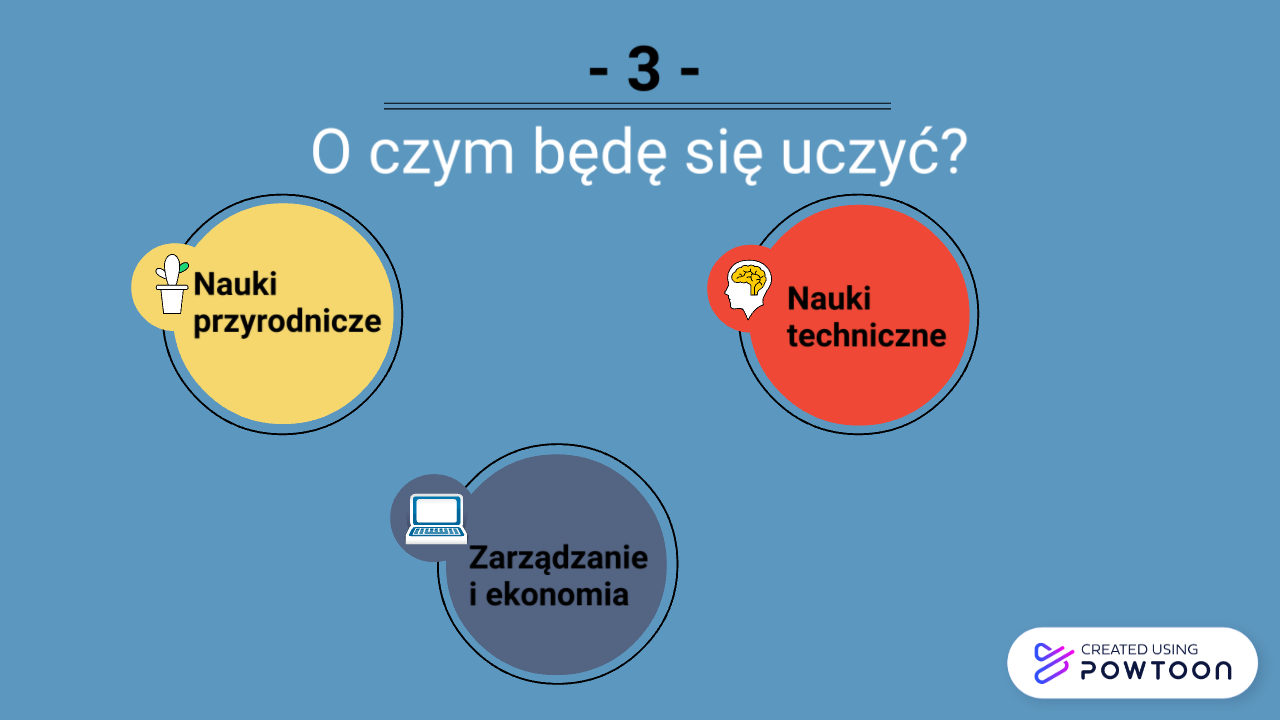 - 3 -
O czym będę się uczyć?
Nauki
przyrodnicze
Nauki
techniczne
Zarządzanie
i ekonomia
CREATED USING
POWTOON